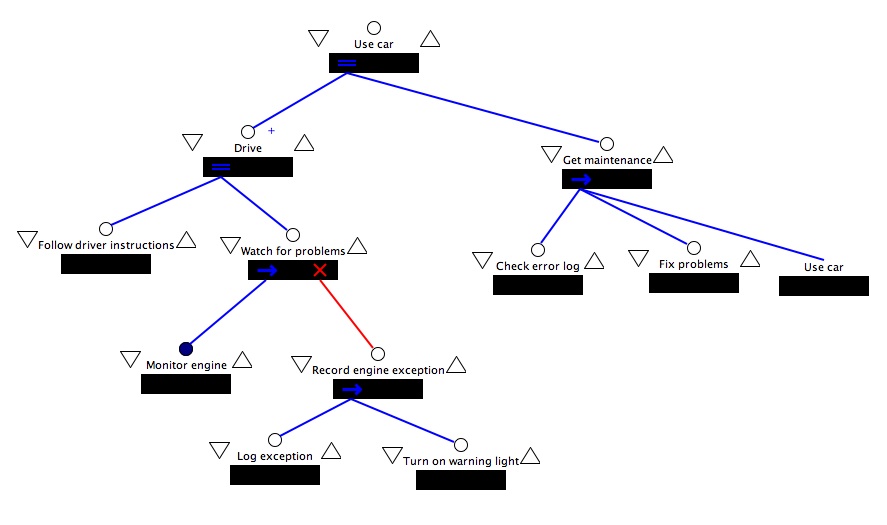 Use car
+
Drive
Get maintenance
Follow driver instructions
Watch for problems
Check error log
Fix problems
Use car
Monitor engine
Record engine exception
Log exception
Turn on warning light